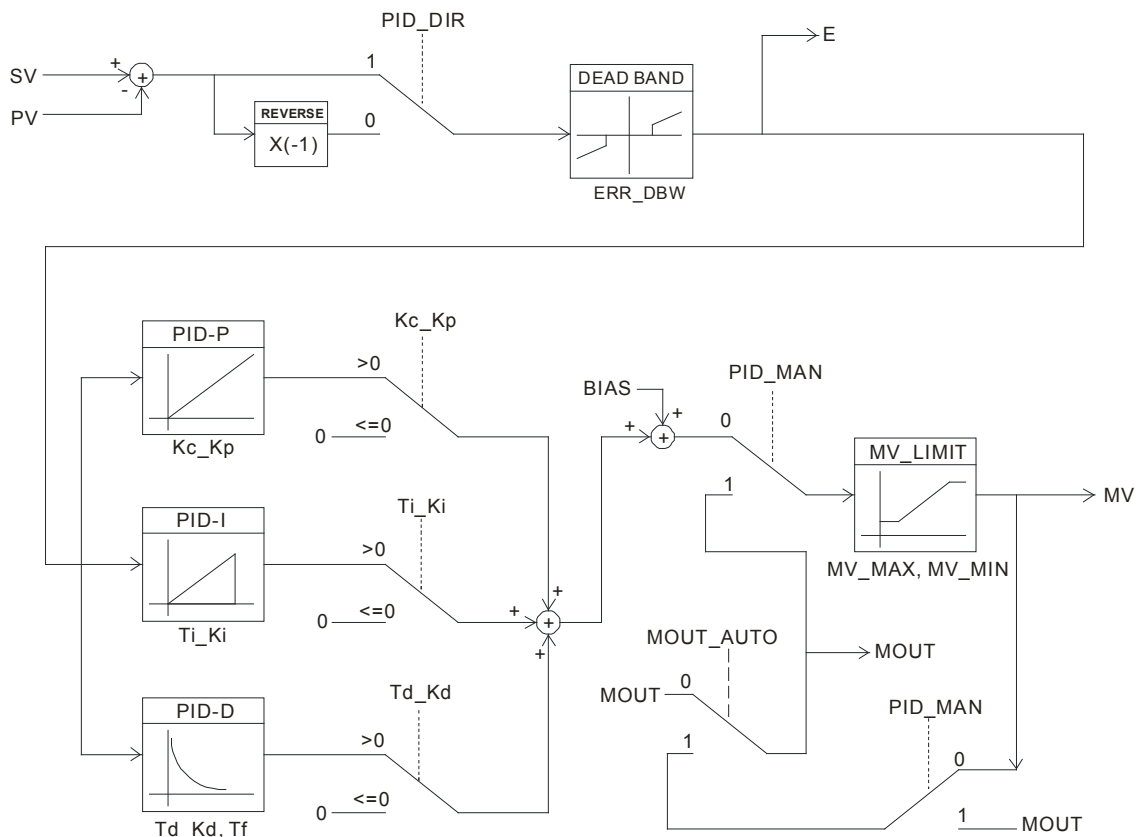 PID_DIR
E
SV
+
+
-
PV
1
0
REVERSE
X(-1)
DEAD BAND
ERR_DBW
PID-P
Kc_Kp
Kc_Kp
>0
0
<=0
PID-I
Ti_Ki
Ti_Ki
>0
0
<=0
PID-D
Td_Kd, Tf
Td_Kd
>0
0
<=0
+
+
+
+
BIAS
+
+
+
PID_MAN
0
1
MV_LIMIT
MV_MAX, MV_MIN
MV
MOUT_AUTO
MOUT
MOUT
0
1
PID_MAN
0
1
MOUT